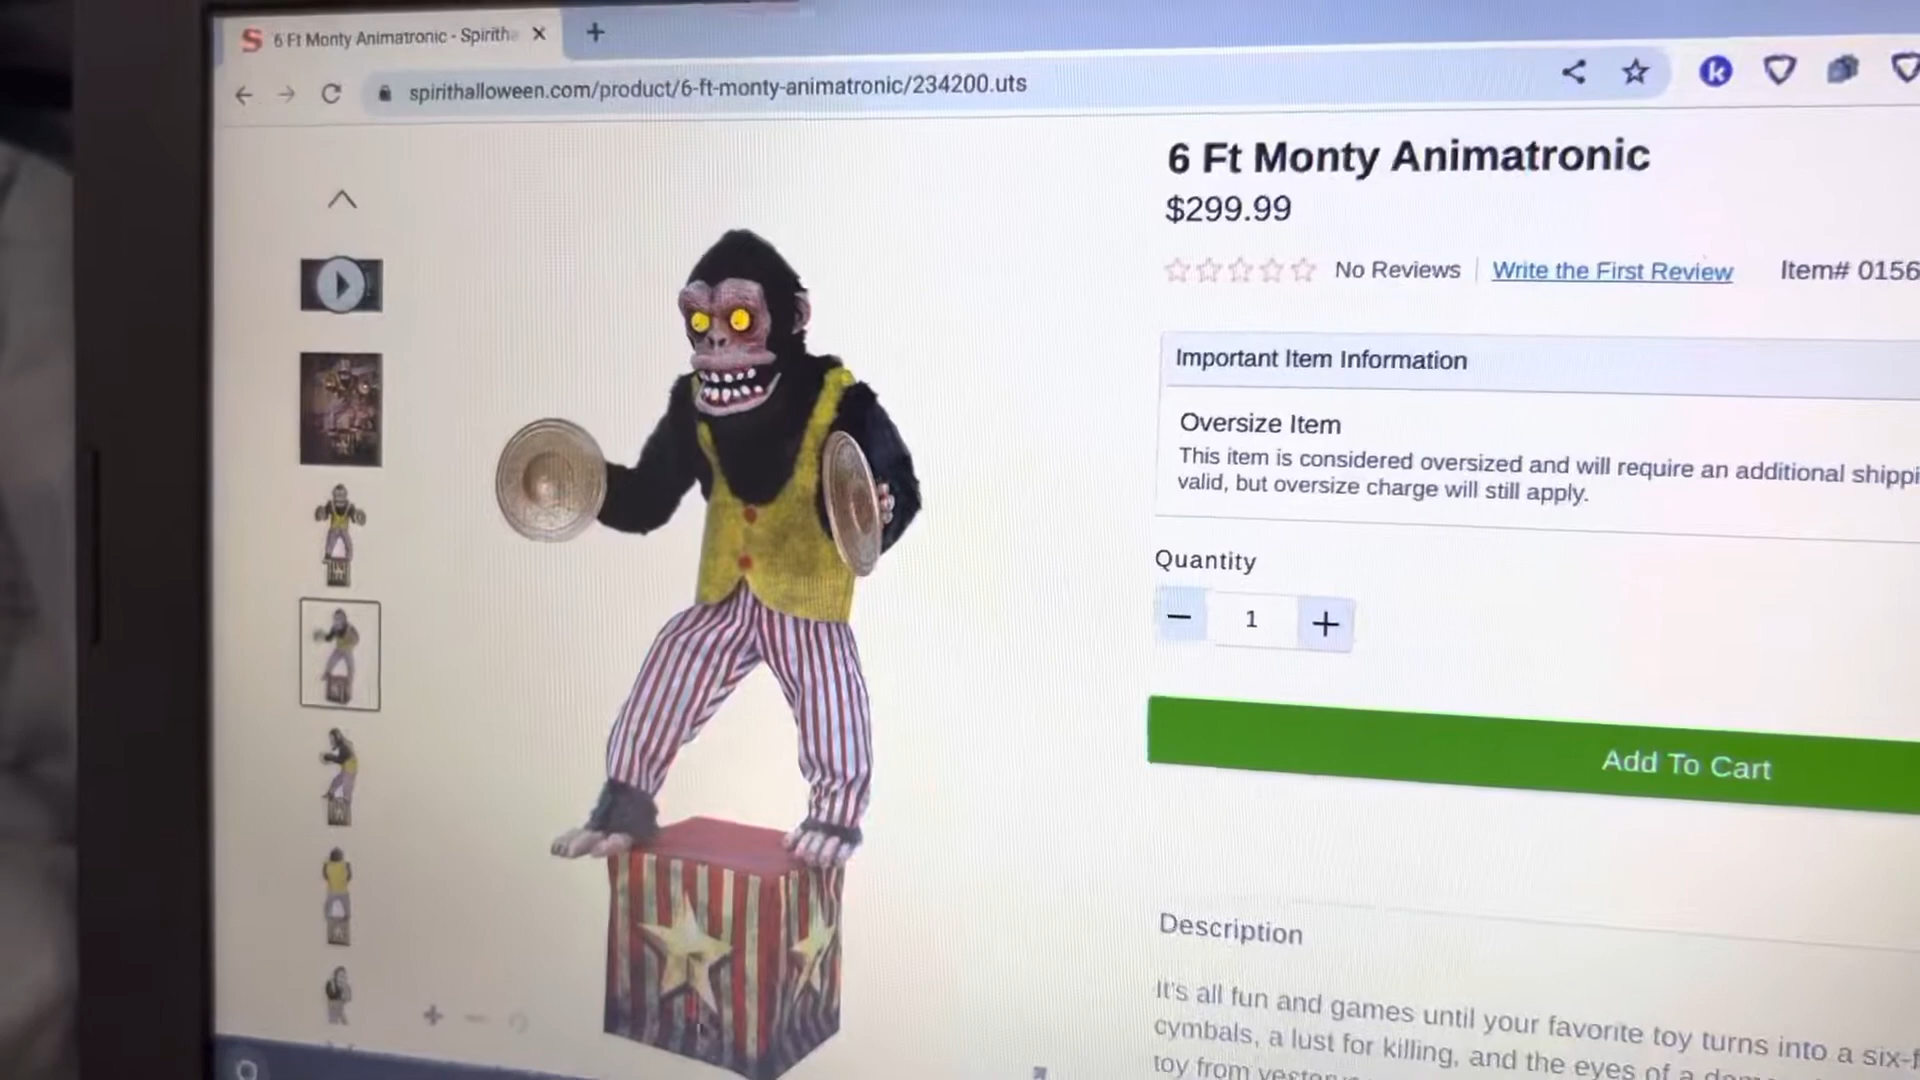 6 Ft Monty Animatronic - Spirith
spirithalloween.com/product/6-ft-monty-animatronic/234200.uts
6 Ft Monty Animatronic
$299.99
No Reviews
Write the First Review
Item# 0156
Important Item Information
Oversize Item
This item is considered oversized and will require an additional shippi
valid, but oversize charge will still apply.
Quantity
1
Add To Cart
Description
It's all fun and games until your favorite toy turns into a six-f
cymbals, a lust for killing, and the eyes of a
toy from